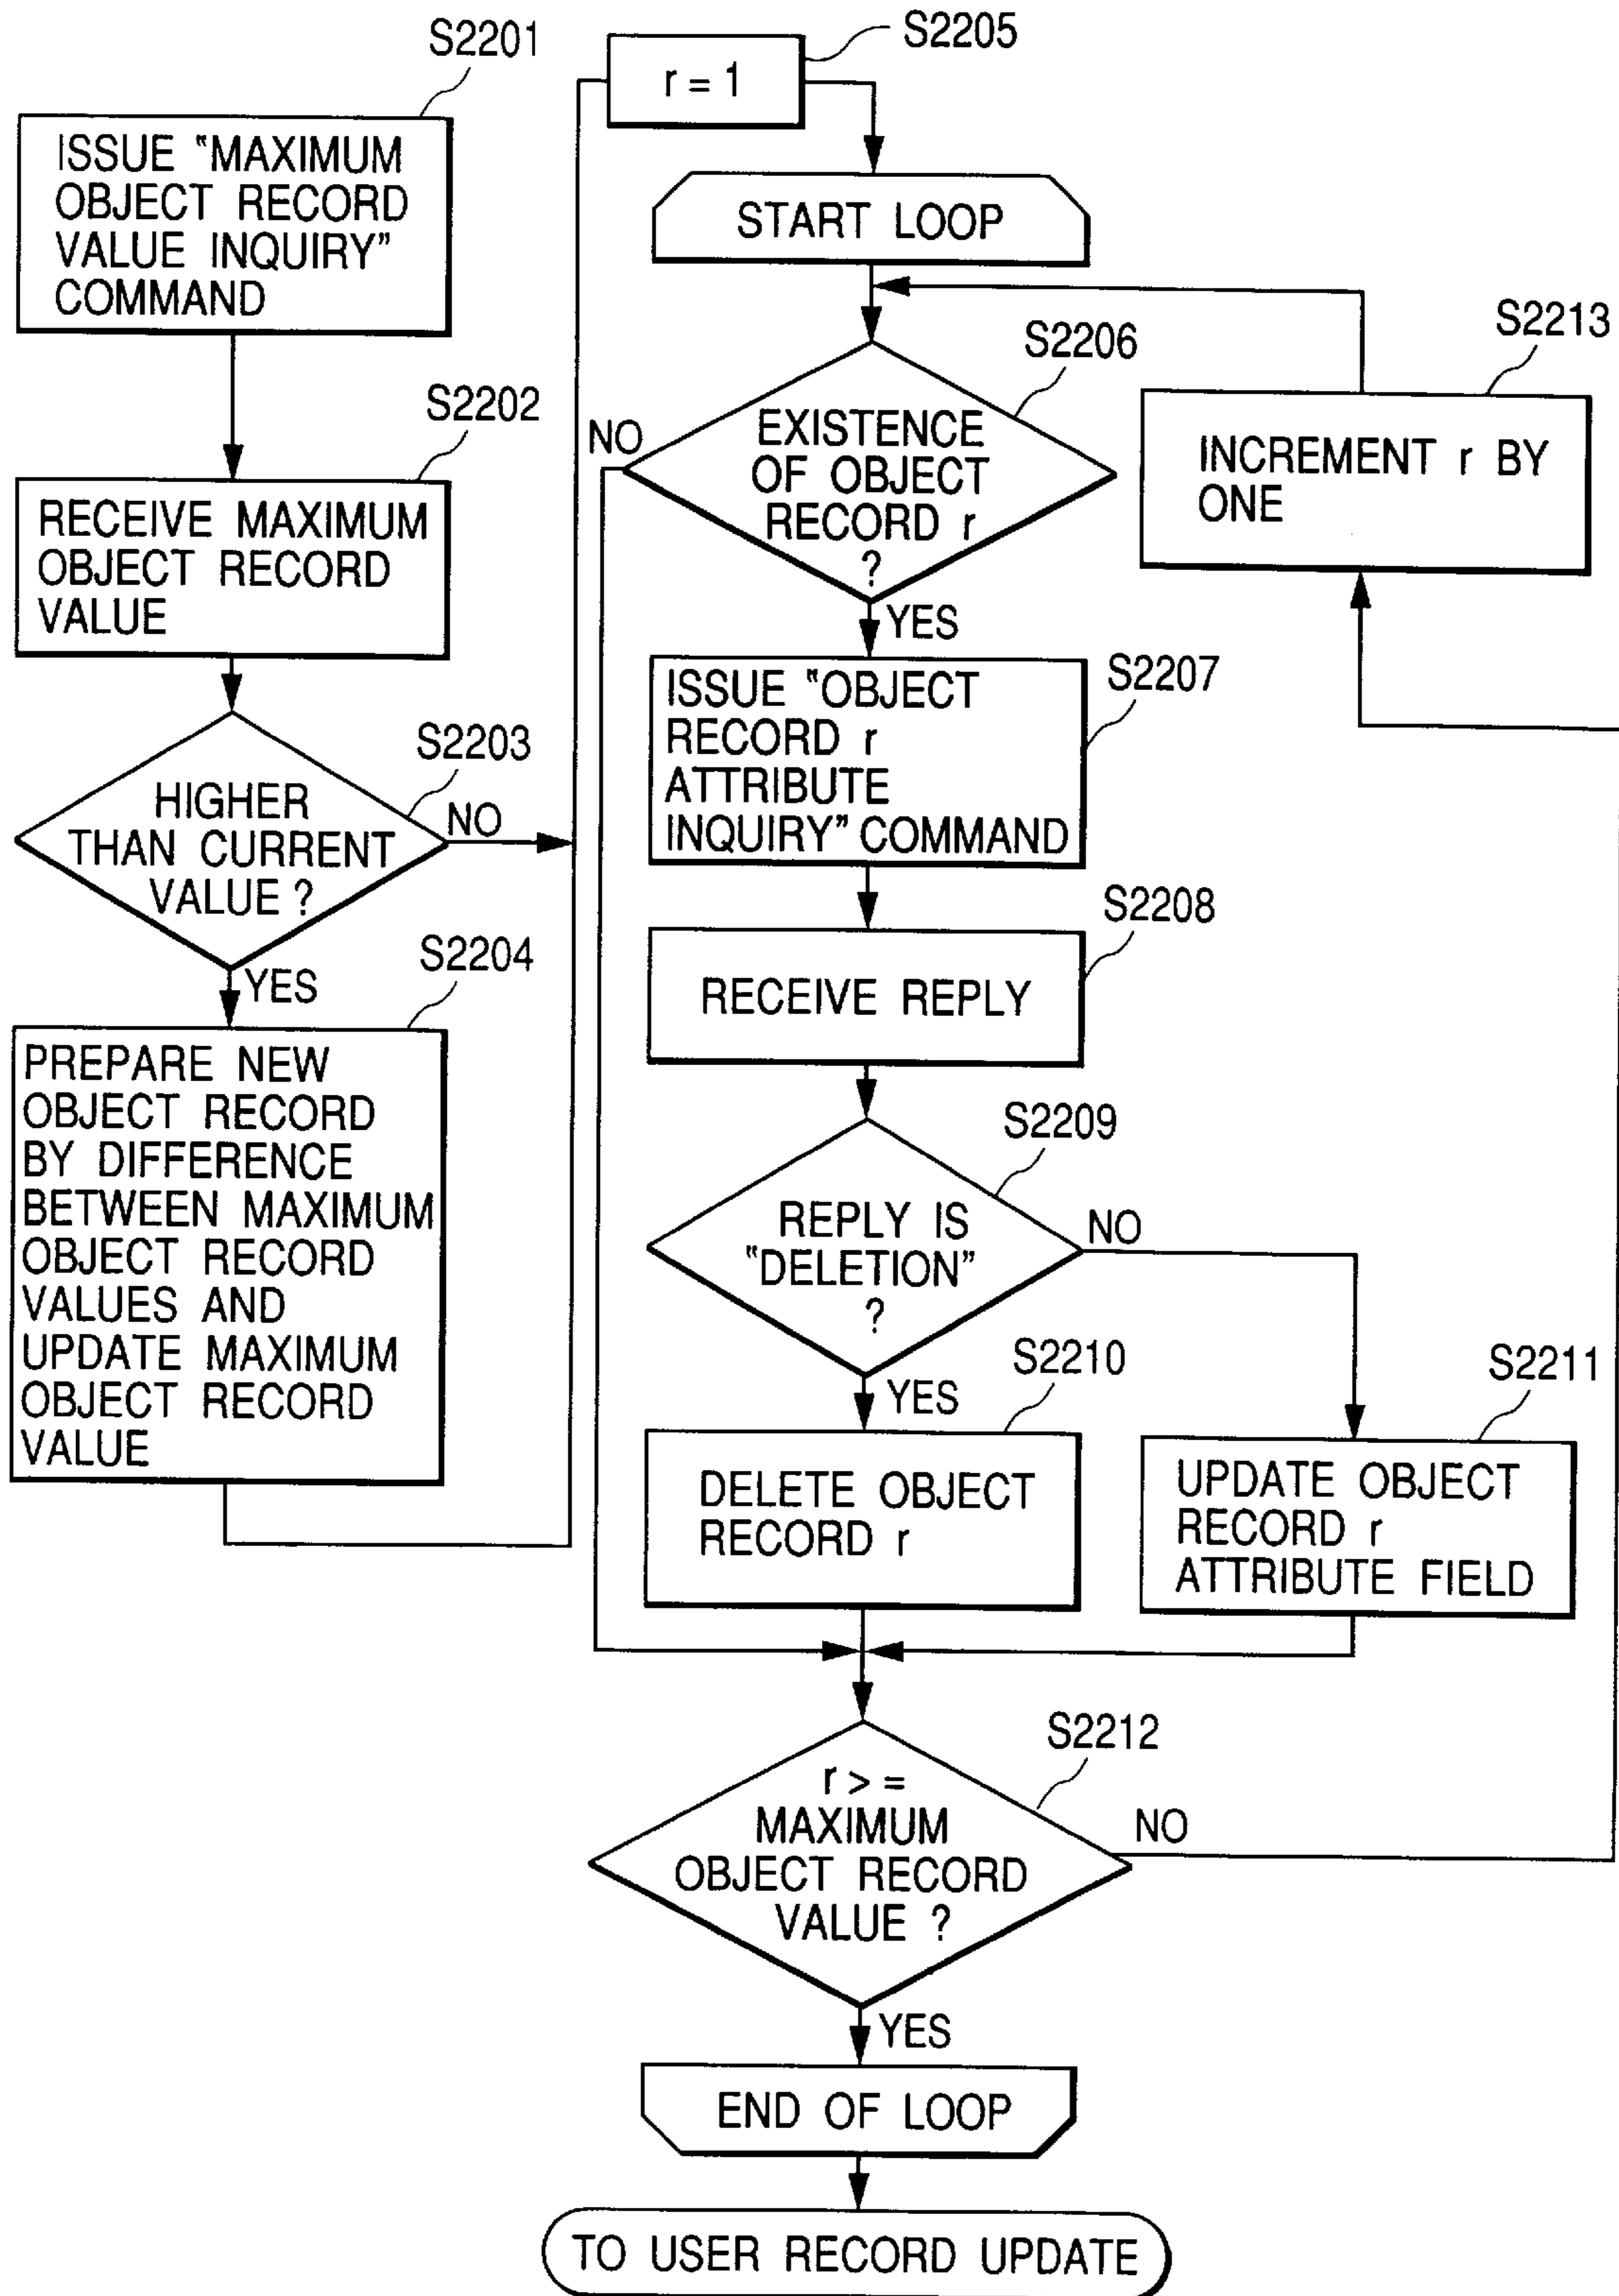 S2201
ISSUE "MAXIMUM
OBJECT RECORD
VALUE INQUIRY"
COMMAND
S2202
RECEIVE MAXIMUM
OBJECT RECORD
VALUE
S2203
HIGHER
THAN CURRENT
VALUE ?
NO
YES
S2204
PREPARE NEW
OBJECT RECORD
BY DIFFERENCE
BETWEEN MAXIMUM
OBJECT RECORD
VALUES AND
UPDATE MAXIMUM
OBJECT RECORD
VALUE
S2205
r = 1
START LOOP
S2206
EXISTENCE
OF OBJECT
RECORD r
?
NO
YES
S2207
ISSUE "OBJECT
RECORD r
ATTRIBUTE
INQUIRY" COMMAND
S2208
RECEIVE REPLY
S2209
REPLY IS
"DELETION"
?
NO
YES
S2210
DELETE OBJECT
RECORD r
S2211
UPDATE OBJECT
RECORD r
ATTRIBUTE FIELD
S2212
r > =
MAXIMUM
OBJECT RECORD
VALUE ?
NO
YES
S2213
INCREMENT r BY
ONE
END OF LOOP
TO USER RECORD UPDATE